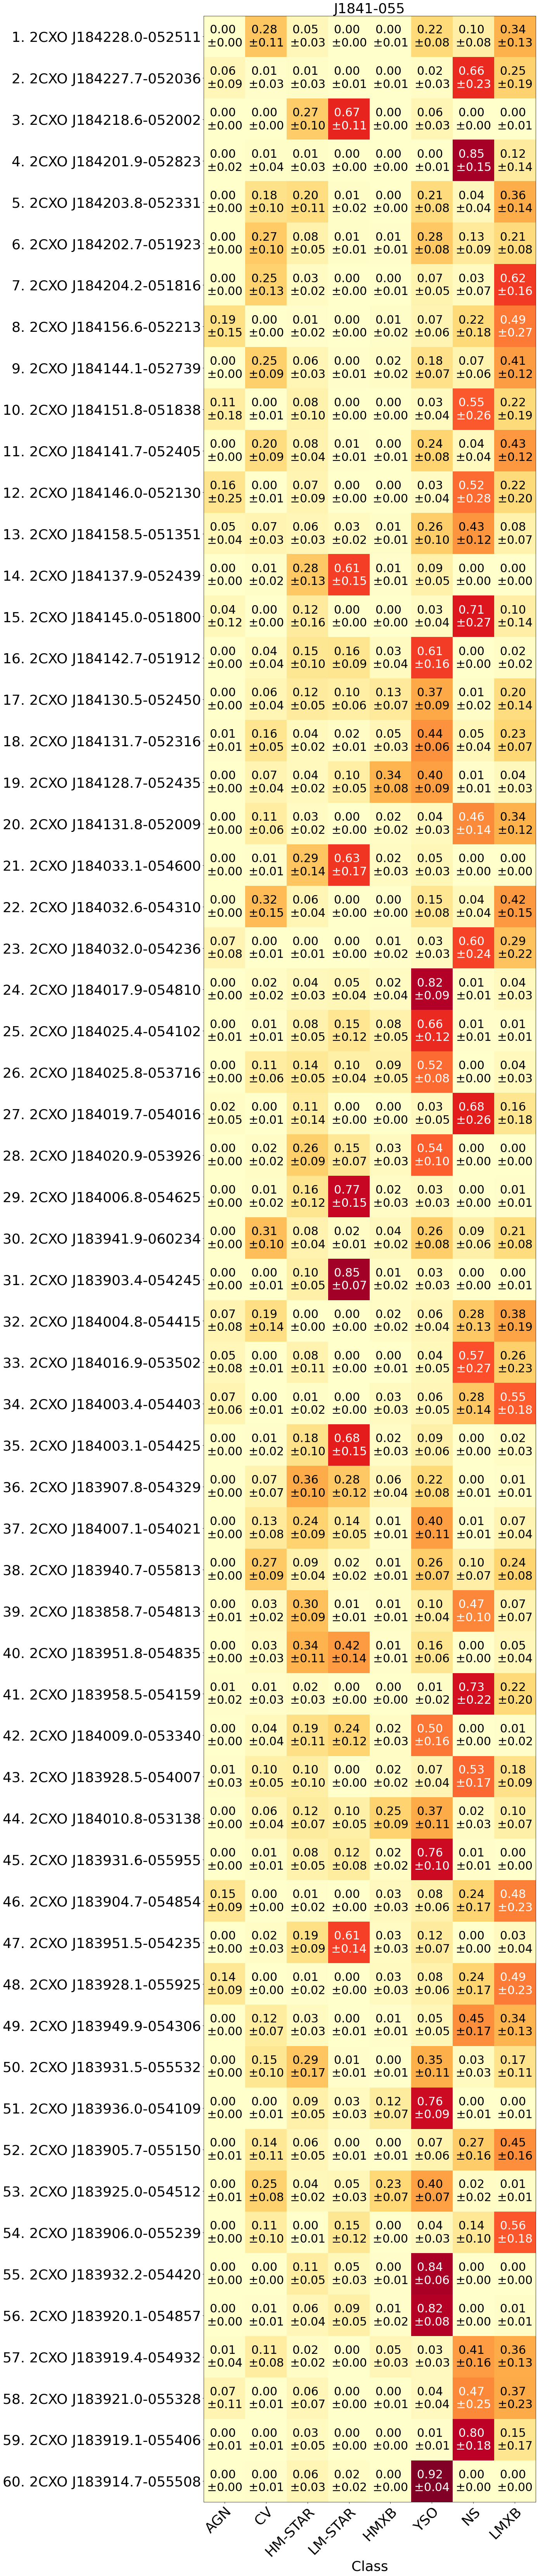 J1841-055
1. 2CXO J184228.0-052511 0.00 0.28 0.05 0.00 0.00 0.22 0.10 0.34
±0.00 ±0.11 ±0.03 ±0.00 ±0.01 ±0.08 ±0.08 ±0.13
2. 2CXO J184227.7-052036 0.06 0.01 0.01 0.00 0.00 0.02 0.66 0.25
±0.09 ±0.03 ±0.03 ±0.00 ±0.01 ±0.03 ±0.23 ±0.19
3. 2CXO J184218.6-052002 0.00 0.00 0.27 0.67 0.00 0.06 0.00 0.00
±0.00 ±0.00 ±0.10 ±0.11 ±0.00 ±0.03 ±0.00 ±0.01
4. 2CXO J184201.9-052823 0.00 0.01 0.01 0.00 0.00 0.00 0.85 0.12
±0.02 ±0.04 ±0.03 ±0.00 ±0.00 ±0.01 ±0.15 ±0.14
5. 2CXO J184203.8-052331 0.00 0.18 0.20 0.01 0.00 0.21 0.04 0.36
±0.00 ±0.10 ±0.11 ±0.02 ±0.00 ±0.08 ±0.04 ±0.14
6. 2CXO J184202.7-051923 0.00 0.27 0.08 0.01 0.00 0.28 0.13 0.21
±0.00 ±0.10 ±0.05 ±0.01 ±0.01 ±0.08 ±0.09 ±0.08
7. 2CXO J184204.2-051816 0.00 0.25 0.03 0.00 0.00 0.07 0.03 0.62
±0.00 ±0.13 ±0.02 ±0.00 ±0.01 ±0.05 ±0.07 ±0.16
8. 2CXO J184156.6-052213 0.19 0.00 0.01 0.00 0.01 0.07 0.22 0.49
±0.15 ±0.00 ±0.02 ±0.00 ±0.02 ±0.06 ±0.18 ±0.27
9. 2CXO J184144.1-052739 0.00 0.25 0.06 0.00 0.02 0.18 0.07 0.41
±0.00 ±0.09 ±0.03 ±0.01 ±0.02 ±0.07 ±0.06 ±0.12
10. 2CXO J184151.8-051838 0.11 0.00 0.08 0.00 0.00 0.03 0.55 0.22
±0.18 ±0.01 ±0.10 ±0.00 ±0.00 ±0.04 ±0.26 ±0.19
11. 2CXO J184141.7-052405 0.00 0.20 0.08 0.01 0.00 0.24 0.04 0.43
±0.00 ±0.09 ±0.04 ±0.01 ±0.01 ±0.08 ±0.04 ±0.12
12. 2CXO J184146.0-052130 0.16 0.00 0.07 0.00 0.00 0.03 0.52 0.22
±0.25 ±0.01 ±0.09 ±0.00 ±0.00 ±0.04 ±0.28 ±0.20
13. 2CXO J184158.5-051351 0.05 0.07 0.06 0.03 0.01 0.26 0.43 0.08
±0.04 ±0.03 ±0.03 ±0.02 ±0.01 ±0.10 ±0.12 ±0.07
14. 2CXO J184137.9-052439 0.00 0.01 0.28 0.61 0.01 0.09 0.00 0.00
±0.00 ±0.02 ±0.13 ±0.15 ±0.01 ±0.05 ±0.00 ±0.00
15. 2CXO J184145.0-051800 0.04 0.00 0.12 0.00 0.00 0.03 0.71 0.10
±0.12 ±0.00 ±0.16 ±0.00 ±0.00 ±0.04 ±0.27 ±0.14
16. 2CXO J184142.7-051912 0.00 0.04 0.15 0.16 0.03 0.61 0.00 0.02
±0.00 ±0.04 ±0.10 ±0.09 ±0.04 ±0.16 ±0.00 ±0.02
17. 2CXO J184130.5-052450 0.00 0.06 0.12 0.10 0.13 0.37 0.01 0.20
±0.00 ±0.04 ±0.05 ±0.06 ±0.07 ±0.09 ±0.02 ±0.14
18. 2CXO J184131.7-052316 0.01 0.16 0.04 0.02 0.05 0.44 0.05 0.23
±0.01 ±0.05 ±0.02 ±0.01 ±0.03 ±0.06 ±0.04 ±0.07
19. 2CXO J184128.7-052435 0.00 0.07 0.04 0.10 0.34 0.40 0.01 0.04
±0.00 ±0.04 ±0.02 ±0.05 ±0.08 ±0.09 ±0.01 ±0.03
20. 2CXO J184131.8-052009 0.00 0.11 0.03 0.00 0.02 0.04 0.46 0.34
±0.00 ±0.06 ±0.02 ±0.00 ±0.02 ±0.03 ±0.14 ±0.12
21. 2CXO J184033.1-054600 0.00 0.01 0.29 0.63 0.02 0.05 0.00 0.00
±0.00 ±0.01 ±0.14 ±0.17 ±0.03 ±0.03 ±0.00 ±0.00
22. 2CXO J184032.6-054310 0.00 0.32 0.06 0.00 0.00 0.15 0.04 0.42
±0.00 ±0.15 ±0.04 ±0.00 ±0.01 ±0.08 ±0.04 ±0.15
23. 2CXO J184032.0-054236 0.07 0.00 0.00 0.00 0.01 0.03 0.60 0.29
±0.08 ±0.01 ±0.01 ±0.00 ±0.02 ±0.03 ±0.24 ±0.22
24. 2CXO J184017.9-054810 0.00 0.02 0.04 0.05 0.02 0.82 0.01 0.04
±0.00 ±0.02 ±0.03 ±0.04 ±0.04 ±0.09 ±0.01 ±0.03
25. 2CXO J184025.4-054102 0.00 0.01 0.08 0.15 0.08 0.66 0.01 0.01
±0.00 ±0.01 ±0.05 ±0.12 ±0.05 ±0.12 ±0.01 ±0.01
26. 2CXO J184025.8-053716 0.00 0.11 0.14 0.10 0.09 0.52 0.00 0.04
±0.00 ±0.06 ±0.05 ±0.04 ±0.05 ±0.08 ±0.00 ±0.03
27. 2CXO J184019.7-054016 0.02 0.00 0.11 0.00 0.00 0.03 0.68 0.16
±0.05 ±0.01 ±0.14 ±0.00 ±0.00 ±0.05 ±0.26 ±0.18
28. 2CXO J184020.9-053926 0.00 0.02 0.26 0.15 0.03 0.54 0.00 0.00
±0.00 ±0.02 ±0.09 ±0.07 ±0.03 ±0.10 ±0.00 ±0.00
29. 2CXO J184006.8-054625 0.00 0.01 0.16 0.77 0.02 0.03 0.00 0.01
±0.00 ±0.02 ±0.12 ±0.15 ±0.03 ±0.03 ±0.00 ±0.01
30. 2CXO J183941.9-060234 0.00 0.31 0.08 0.02 0.04 0.26 0.09 0.21
±0.00 ±0.10 ±0.04 ±0.01 ±0.02 ±0.08 ±0.06 ±0.08
31. 2CXO J183903.4-054245 0.00 0.00 0.10 0.85 0.01 0.03 0.00 0.00
±0.00 ±0.01 ±0.05 ±0.07 ±0.02 ±0.03 ±0.00 ±0.01
32. 2CXO J184004.8-054415 0.07 0.19 0.00 0.00 0.02 0.06 0.28 0.38
±0.08 ±0.14 ±0.00 ±0.00 ±0.02 ±0.04 ±0.13 ±0.19
33. 2CXO J184016.9-053502 0.05 0.00 0.08 0.00 0.00 0.04 0.57 0.26
±0.08 ±0.01 ±0.11 ±0.00 ±0.00 ±0.05 ±0.27 ±0.23
34. 2CXO J184003.4-054403 0.07 0.00 0.01 0.00 0.03 0.06 0.28 0.55
±0.06 ±0.01 ±0.02 ±0.00 ±0.03 ±0.05 ±0.14 ±0.18
35. 2CXO J184003.1-054425 0.00 0.01 0.18 0.68 0.02 0.09 0.00 0.02
±0.00 ±0.02 ±0.10 ±0.15 ±0.03 ±0.06 ±0.00 ±0.03
36. 2CXO J183907.8-054329 0.00 0.07 0.36 0.28 0.06 0.22 0.00 0.01
±0.00 ±0.07 ±0.10 ±0.12 ±0.04 ±0.08 ±0.00 ±0.01
37. 2CXO J184007.1-054021 0.00 0.13 0.24 0.14 0.01 0.40 0.01 0.07
±0.00 ±0.08 ±0.09 ±0.05 ±0.01 ±0.11 ±0.01 ±0.04
38. 2CXO J183940.7-055813 0.00 0.27 0.09 0.02 0.01 0.26 0.10 0.24
±0.00 ±0.09 ±0.04 ±0.02 ±0.01 ±0.07 ±0.07 ±0.08
39. 2CXO J183858.7-054813 0.00 0.03 0.30 0.01 0.01 0.10 0.47 0.07
±0.01 ±0.02 ±0.09 ±0.01 ±0.01 ±0.04 ±0.10 ±0.07
40. 2CXO J183951.8-054835 0.00 0.03 0.34 0.42 0.01 0.16 0.00 0.05
±0.00 ±0.03 ±0.11 ±0.14 ±0.01 ±0.06 ±0.00 ±0.04
41. 2CXO J183958.5-054159 0.01 0.01 0.02 0.00 0.00 0.01 0.73 0.22
±0.02 ±0.03 ±0.03 ±0.00 ±0.00 ±0.02 ±0.22 ±0.20
42. 2CXO J184009.0-053340 0.00 0.04 0.19 0.24 0.02 0.50 0.00 0.01
±0.00 ±0.04 ±0.11 ±0.12 ±0.03 ±0.16 ±0.00 ±0.02
43. 2CXO J183928.5-054007 0.01 0.10 0.10 0.00 0.02 0.07 0.53 0.18
±0.03 ±0.05 ±0.10 ±0.00 ±0.02 ±0.04 ±0.17 ±0.09
44. 2CXO J184010.8-053138 0.00 0.06 0.12 0.10 0.25 0.37 0.02 0.10
±0.00 ±0.04 ±0.07 ±0.05 ±0.09 ±0.11 ±0.03 ±0.07
45. 2CXO J183931.6-055955 0.00 0.01 0.08 0.12 0.02 0.76 0.01 0.00
±0.00 ±0.01 ±0.05 ±0.08 ±0.02 ±0.10 ±0.01 ±0.00
46. 2CXO J183904.7-054854 0.15 0.00 0.01 0.00 0.03 0.08 0.24 0.48
±0.09 ±0.00 ±0.02 ±0.00 ±0.03 ±0.06 ±0.17 ±0.23
47. 2CXO J183951.5-054235 0.00 0.02 0.19 0.61 0.03 0.12 0.00 0.03
±0.00 ±0.03 ±0.09 ±0.14 ±0.03 ±0.07 ±0.00 ±0.04
48. 2CXO J183928.1-055925 0.14 0.00 0.01 0.00 0.03 0.08 0.24 0.49
±0.09 ±0.00 ±0.02 ±0.00 ±0.03 ±0.06 ±0.17 ±0.23
49. 2CXO J183949.9-054306 0.00 0.12 0.03 0.00 0.01 0.05 0.45 0.34
±0.00 ±0.07 ±0.03 ±0.01 ±0.01 ±0.05 ±0.17 ±0.13
50. 2CXO J183931.5-055532 0.00 0.15 0.29 0.01 0.00 0.35 0.03 0.17
±0.00 ±0.10 ±0.17 ±0.01 ±0.01 ±0.11 ±0.03 ±0.11
51. 2CXO J183936.0-054109 0.00 0.00 0.09 0.03 0.12 0.76 0.00 0.00
±0.00 ±0.01 ±0.05 ±0.03 ±0.07 ±0.09 ±0.01 ±0.01
52. 2CXO J183905.7-055150 0.00 0.14 0.06 0.00 0.00 0.07 0.27 0.45
±0.01 ±0.11 ±0.05 ±0.01 ±0.01 ±0.06 ±0.16 ±0.16
53. 2CXO J183925.0-054512 0.00 0.25 0.04 0.05 0.23 0.40 0.02 0.01
±0.01 ±0.08 ±0.02 ±0.03 ±0.07 ±0.07 ±0.02 ±0.01
54. 2CXO J183906.0-055239 0.00 0.11 0.00 0.15 0.00 0.04 0.14 0.56
±0.00 ±0.10 ±0.01 ±0.12 ±0.00 ±0.03 ±0.10 ±0.18
55. 2CXO J183932.2-054420 0.00 0.00 0.11 0.05 0.00 0.84 0.00 0.00
±0.00 ±0.00 ±0.05 ±0.03 ±0.01 ±0.06 ±0.00 ±0.00
56. 2CXO J183920.1-054857 0.00 0.01 0.06 0.09 0.01 0.82 0.00 0.01
±0.00 ±0.01 ±0.04 ±0.05 ±0.02 ±0.08 ±0.00 ±0.01
57. 2CXO J183919.4-054932 0.01 0.11 0.02 0.00 0.05 0.03 0.41 0.36
±0.04 ±0.08 ±0.02 ±0.00 ±0.03 ±0.03 ±0.16 ±0.13
58. 2CXO J183921.0-055328 0.07 0.00 0.06 0.00 0.00 0.04 0.47 0.37
±0.11 ±0.01 ±0.07 ±0.00 ±0.01 ±0.04 ±0.25 ±0.23
59. 2CXO J183919.1-055406 0.00 0.00 0.03 0.00 0.00 0.01 0.80 0.15
±0.01 ±0.01 ±0.05 ±0.00 ±0.00 ±0.01 ±0.18 ±0.17
60. 2CXO J183914.7-055508 0.00 0.00 0.06 0.02 0.00 0.92 0.00 0.00
±0.00 ±0.01 ±0.03 ±0.02 ±0.00 ±0.04 ±0.00 ±0.00
AGN CV HM-STAR LM-STAR HMXB YSO NS LMXB
Class